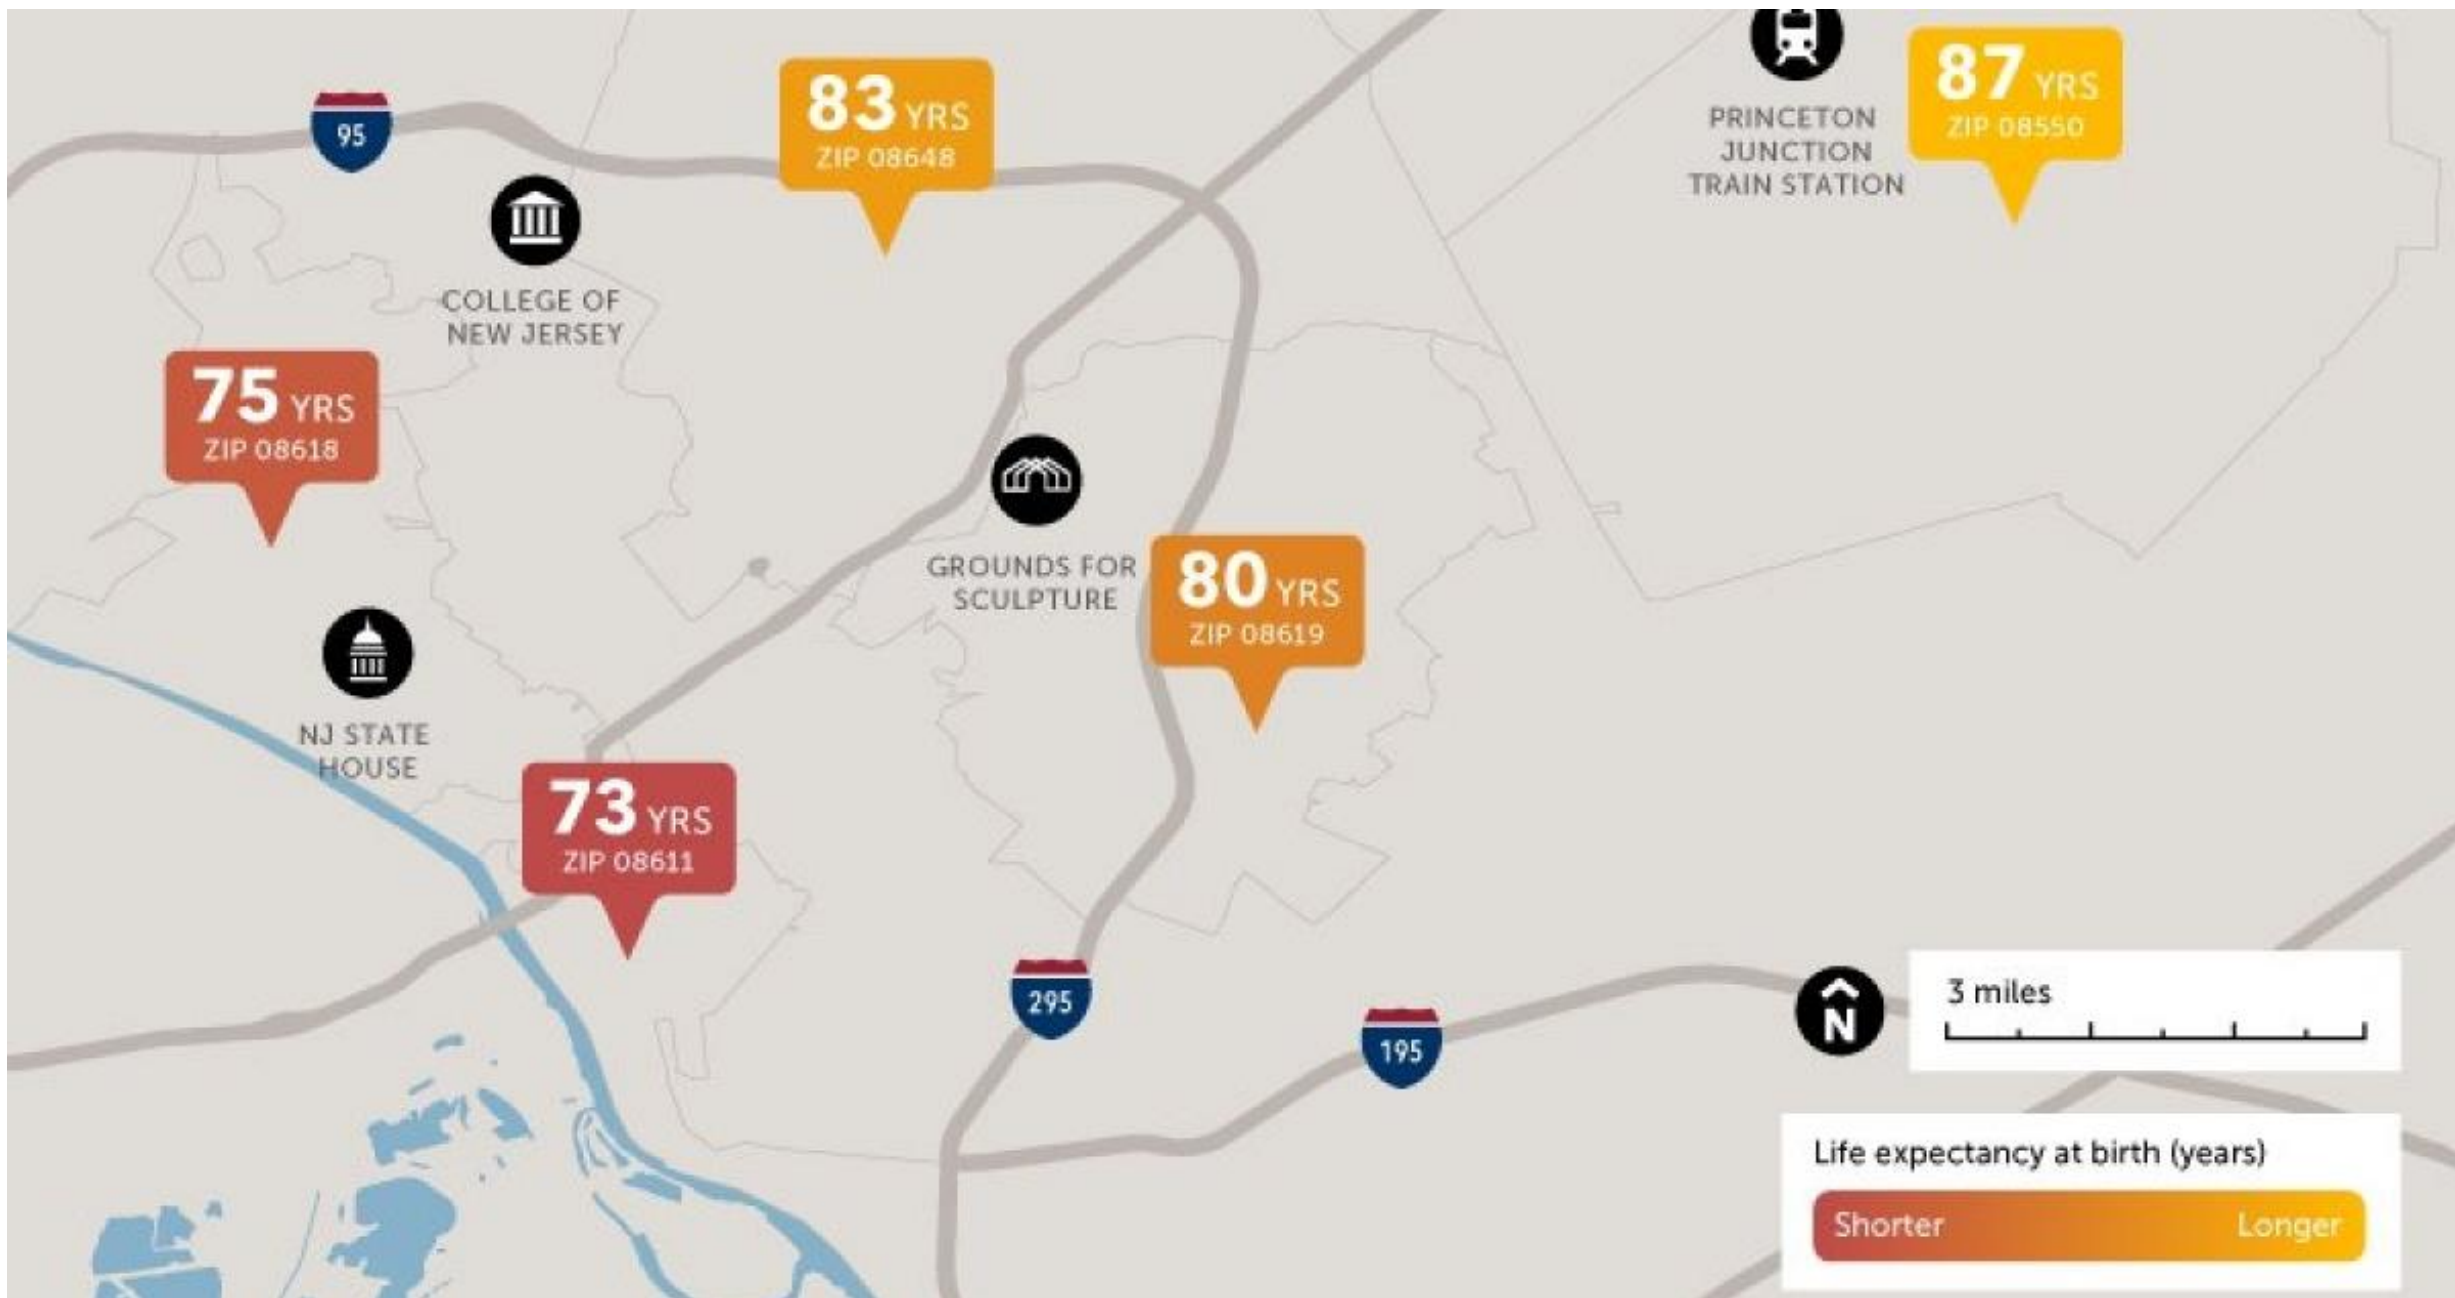 87 YRS
ZIP 08550
83 YRS
ZIP 08648
95
PRINCETON
JUNCTION
TRAIN STATION
COLLEGE OF
NEW JERSEY
75 YRS
ZIP 08618
GROUNDS FOR
SCULPTURE
80 YRS
ZIP 08619
NJ STATE
HOUSE
73 YRS
ZIP 08611
295
195
N
3 miles
Life expectancy at birth (years)
Shorter
Longer